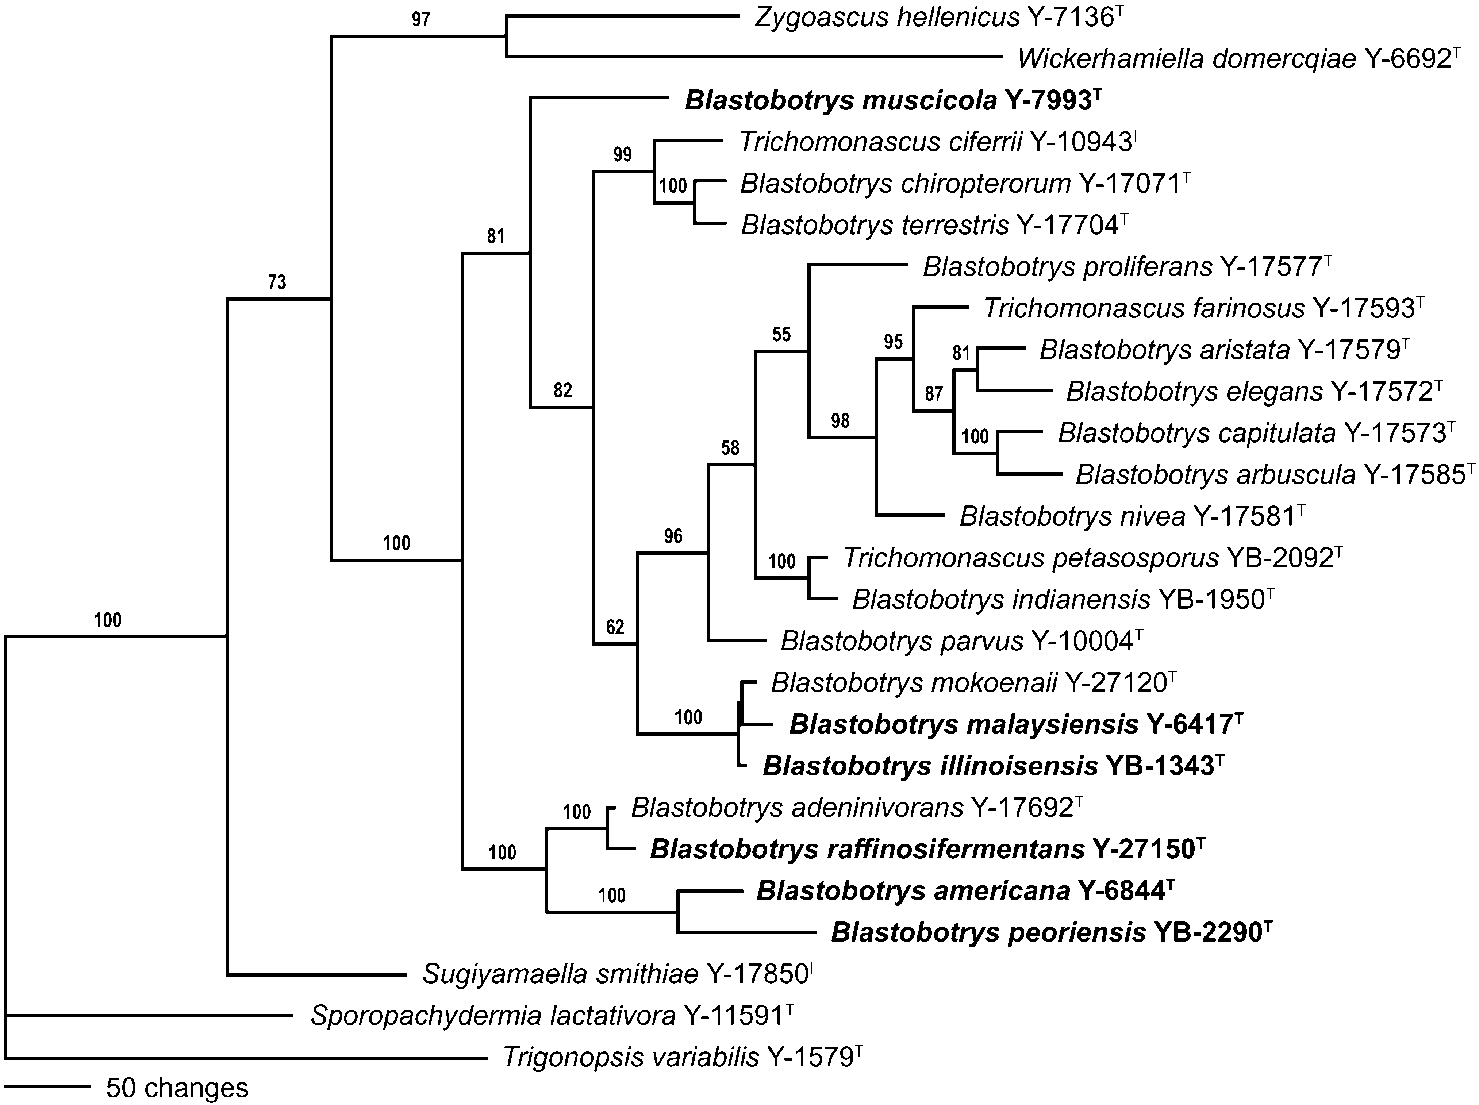 97
Zygoascus hellenicus Y-7136ᵀ
Wickerhamiella domercqiae Y-6692ᵀ
Blastobotrys muscicola Y-7993ᵀ
99
Trichomonascus ciferrii Y-10943ᴵ
100
Blastobotrys chiropterorum Y-17071ᵀ
Blastobotrys terrestris Y-17704ᵀ
81
Blastobotrys proliferans Y-17577ᵀ
73
Trichomonascus farinosus Y-17593ᵀ
55
95
81
Blastobotrys aristata Y-17579ᵀ
82
87
Blastobotrys elegans Y-17572ᵀ
98
100
Blastobotrys capitulata Y-17573ᵀ
58
Blastobotrys arbuscula Y-17585ᵀ
Blastobotrys nivea Y-17581ᵀ
100
96
100
Trichomonascus petasosporus YB-2092ᵀ
Blastobotrys indianensis YB-1950ᵀ
100
62
Blastobotrys parvus Y-10004ᵀ
Blastobotrys mokoenaii Y-27120ᵀ
100
Blastobotrys malaysiensis Y-6417ᵀ
Blastobotrys illinoisensis YB-1343ᵀ
100
Blastobotrys adeninivorans Y-17692ᵀ
100
Blastobotrys raffinosifermentans Y-27150ᵀ
100
Blastobotrys americana Y-6844ᵀ
Blastobotrys peoriensis YB-2290ᵀ
Sugiyamaella smithiae Y-17850ᴵ
Sporopachydermia lactativora Y-11591ᵀ
Trigonopsis variabilis Y-1579ᵀ
50 changes